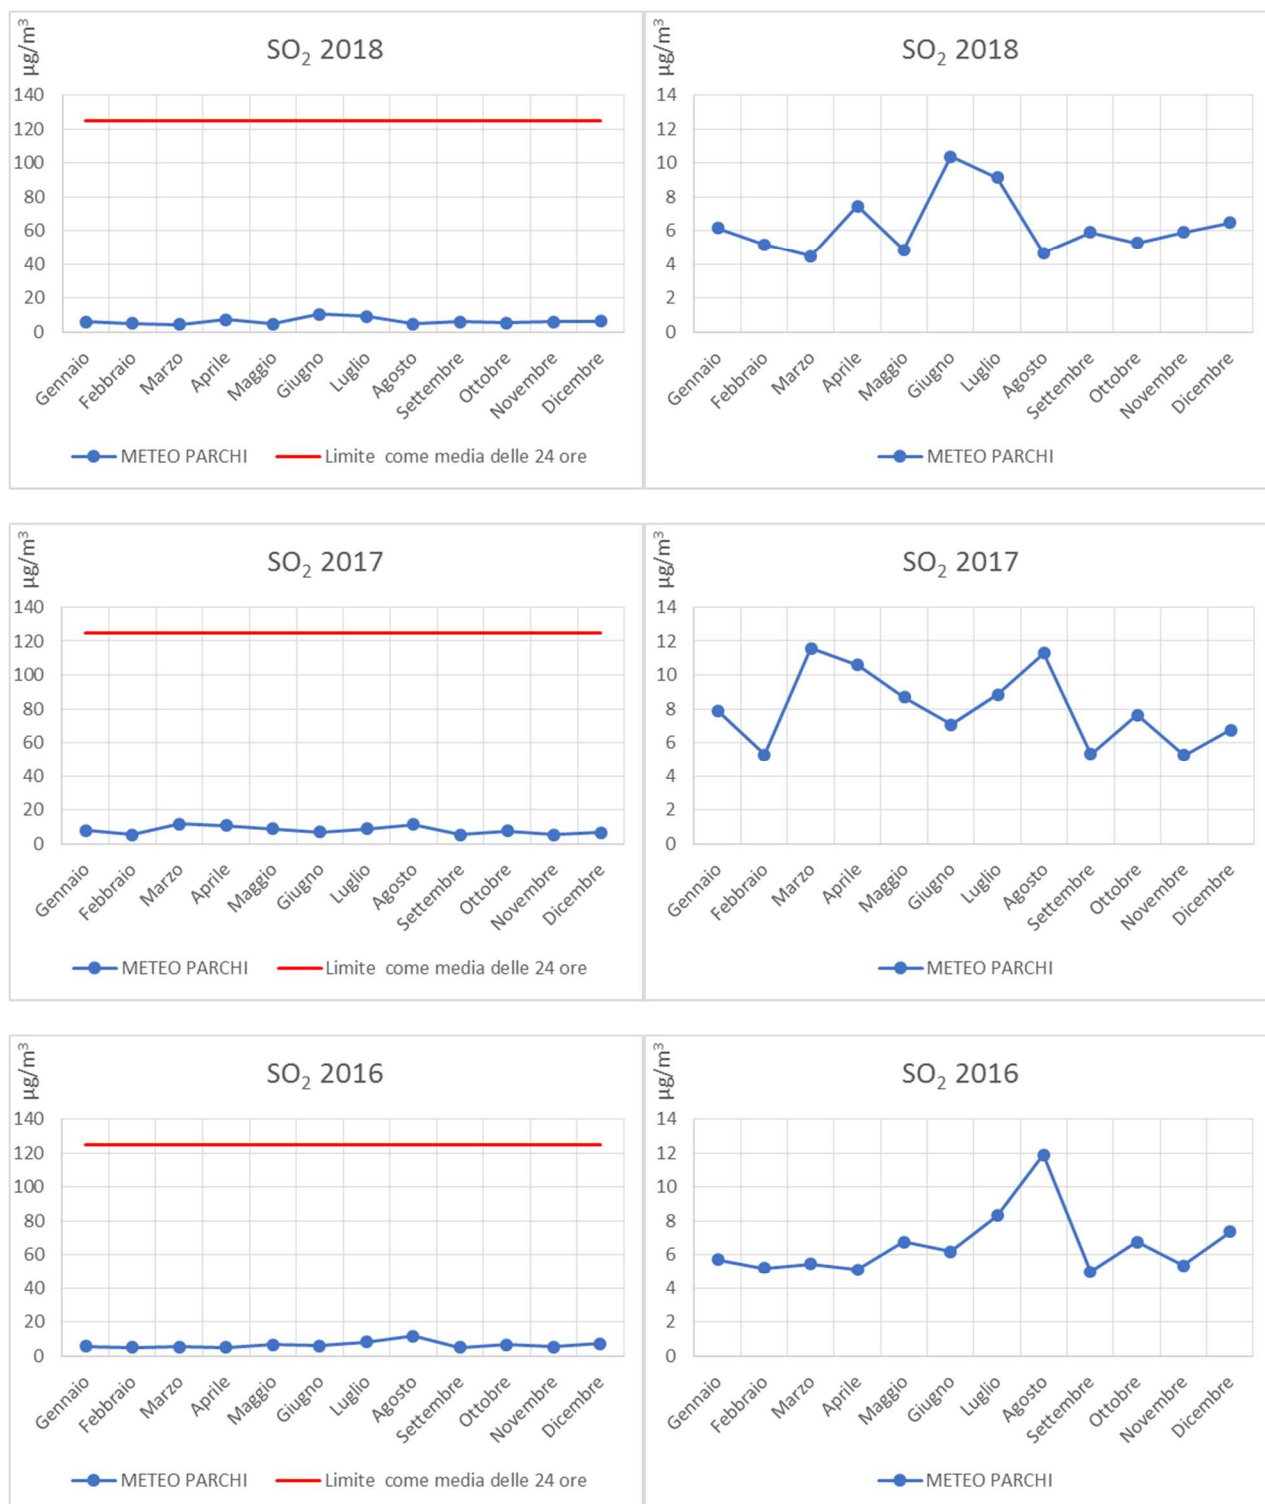 µg/m³
SO₂ 2018
140
120
100
80
60
40
20
0
Gennaio
Febbraio
Marzo
Aprile
Maggio
Giugno
Luglio
Agosto
Settembre
Ottobre
Novembre
Dicembre
METEO PARCHI
Limite come media delle 24 ore
µg/m³
SO₂ 2018
14
12
10
8
6
4
2
0
Gennaio
Febbraio
Marzo
Aprile
Maggio
Giugno
Luglio
Agosto
Settembre
Ottobre
Novembre
Dicembre
METEO PARCHI
µg/m³
SO₂ 2017
140
120
100
80
60
40
20
0
Gennaio
Febbraio
Marzo
Aprile
Maggio
Giugno
Luglio
Agosto
Settembre
Ottobre
Novembre
Dicembre
METEO PARCHI
Limite come media delle 24 ore
µg/m³
SO₂ 2017
14
12
10
8
6
4
2
0
Gennaio
Febbraio
Marzo
Aprile
Maggio
Giugno
Luglio
Agosto
Settembre
Ottobre
Novembre
Dicembre
METEO PARCHI
µg/m³
SO₂ 2016
140
120
100
80
60
40
20
0
Gennaio
Febbraio
Marzo
Aprile
Maggio
Giugno
Luglio
Agosto
Settembre
Ottobre
Novembre
Dicembre
METEO PARCHI
Limite come media delle 24 ore
µg/m³
SO₂ 2016
14
12
10
8
6
4
2
0
Gennaio
Febbraio
Marzo
Aprile
Maggio
Giugno
Luglio
Agosto
Settembre
Ottobre
Novembre
Dicembre
METEO PARCHI